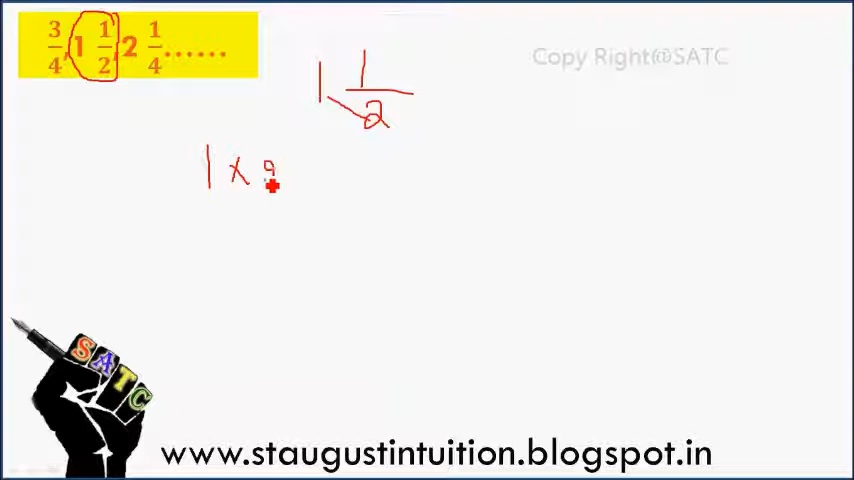 3/4, 1 1/2, 2 1/4......
Copy Right@SATC
1 1/2
1 ×
SATC
www.staugustintuition.blogspot.in